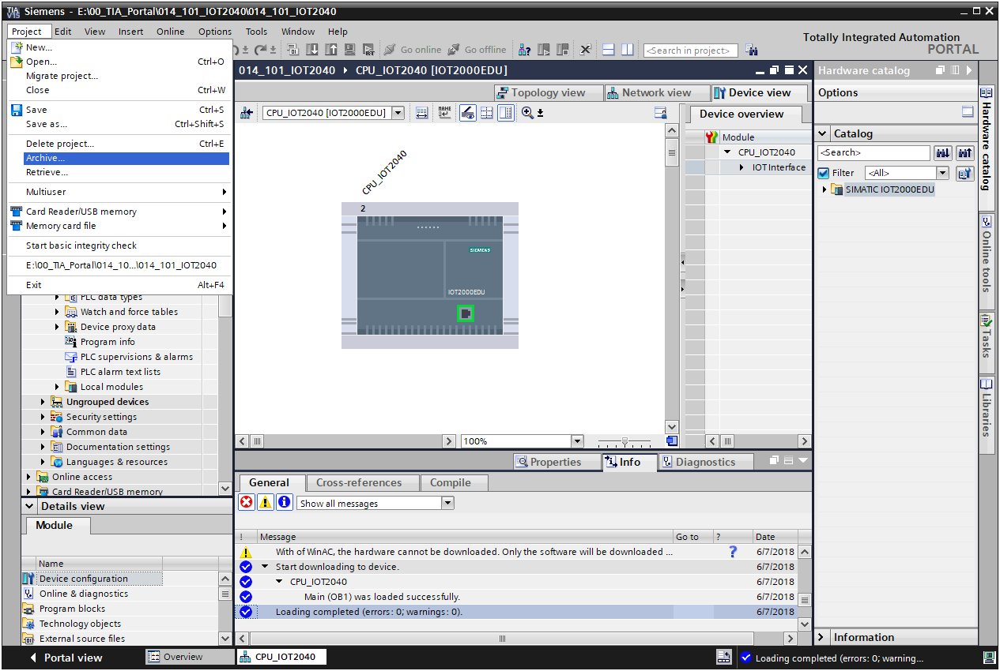 TIA V15 Siemens - E:\00_TIA_Portal\014_101_IOT2040\014_101_IOT2040
Project Edit View Insert Online Options Tools Window Help
Totally Integrated Automation
PORTAL
New...
Open... Ctrl+O
Migrate project...
Close Ctrl+W
Save Ctrl+S
Save as... Ctrl+Shift+S
Delete project... Ctrl+E
Archive...
Retrieve...
Multiuser
Card Reader/USB memory
Memory card file
Start basic integrity check
E:\00_TIA_Portal\014_10...\014_101_IOT2040
Exit Alt+F4
Go online Go offline <Search in project>
014_101_IOT2040 CPU_IOT2040 [IOT2000EDU]
Topology view Network view Device view
CPU_IOT2040 [IOT2000EDU]
NAME
CPU_IOT2040
2
SIEMENS
IOT2000EDU
100%
Device overview
Module
CPU_IOT2040
IOT Interface
Hardware catalog
Options
Catalog
<Search>
Filter <All>
SIMATIC IOT2000EDU
Information
Hardware catalog
Online tools
Tasks
Libraries
PLC data types
Watch and force tables
Device proxy data
Program info
PLC supervisions & alarms
PLC alarm text lists
Local modules
Ungrouped devices
Security settings
Common data
Documentation settings
Languages & resources
Online access
Card Reader/USB memory
Details view
Module
Name
Device configuration
Online & diagnostics
Program blocks
Technology objects
External source files
Properties Info Diagnostics
General Cross-references Compile
Show all messages
! Message Go to ? Date
With of WinAC, the hardware cannot be downloaded. Only the software will be downloaded ... ? 6/7/2018
Start downloading to device. 6/7/2018
CPU_IOT2040 6/7/2018
Main (OB1) was loaded successfully. 6/7/2018
Loading completed (errors: 0; warnings: 0). 6/7/2018
Portal view Overview CPU_IOT2040 Loading completed (errors: 0; warning...